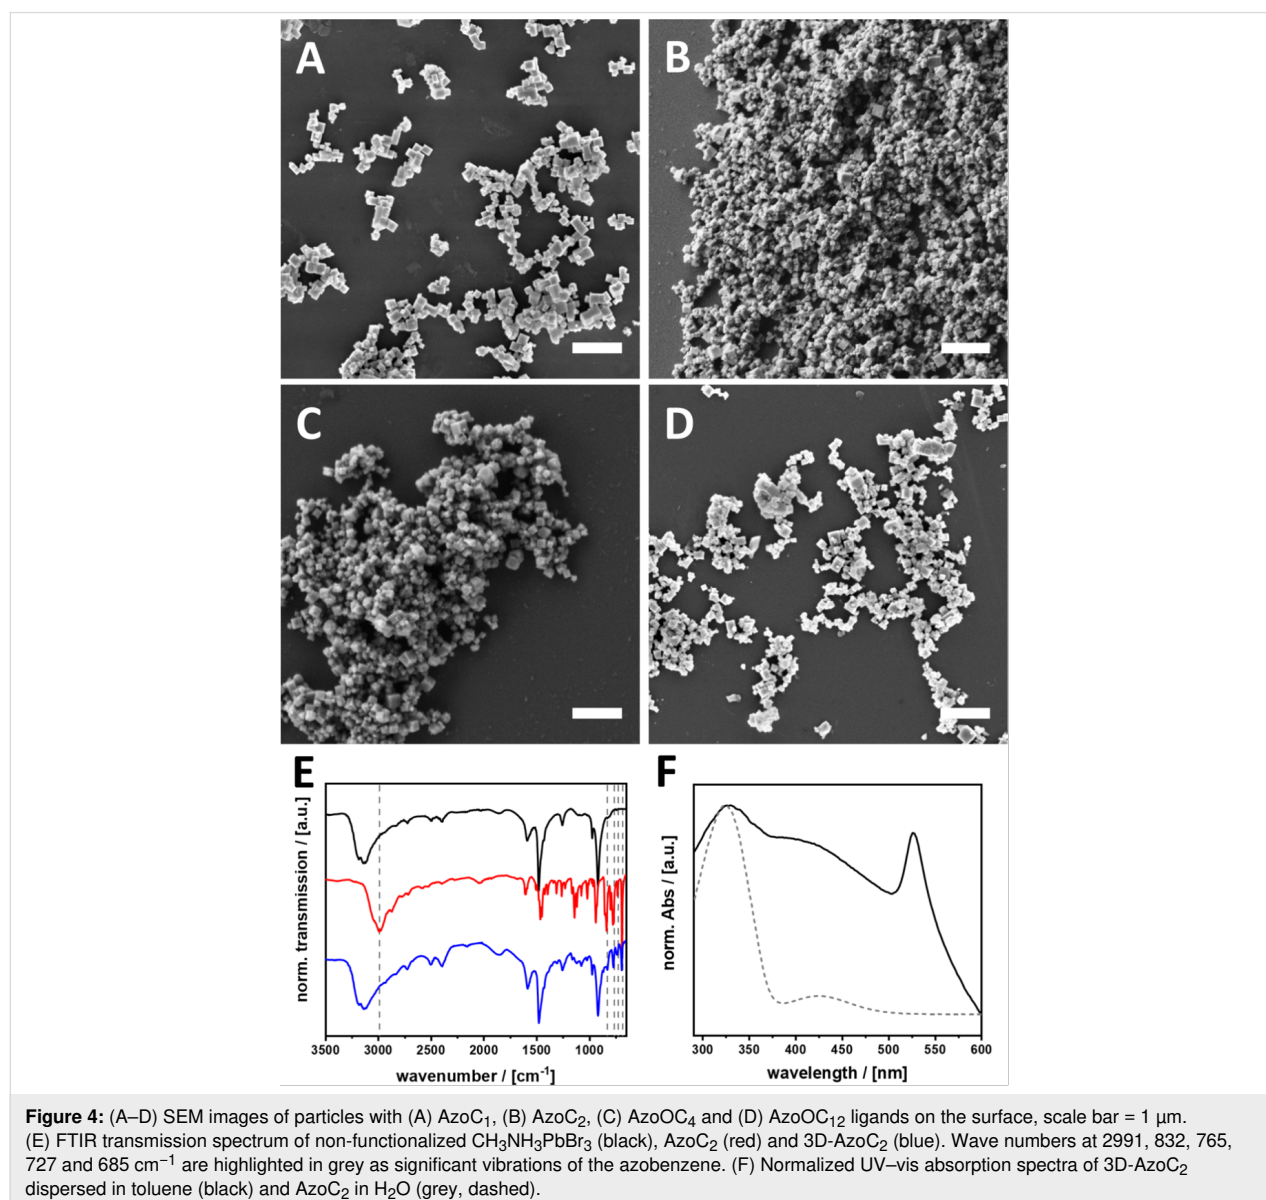 A
B
C
D
E
F
norm. transmission / [a.u.]
3500 3000 2500 2000 1500 1000
wavenumber / [cm⁻¹]
norm. Abs / [a.u.]
300 350 400 450 500 550 600
wavelength / [nm]
Figure 4: (A–D) SEM images of particles with (A) AzoC₁, (B) AzoC₂, (C) AzoOC₄ and (D) AzoOC₁₂ ligands on the surface, scale bar = 1 µm.
(E) FTIR transmission spectrum of non-functionalized CH₃NH₃PbBr₃ (black), AzoC₂ (red) and 3D-AzoC₂ (blue). Wave numbers at 2991, 832, 765,
727 and 685 cm⁻¹ are highlighted in grey as significant vibrations of the azobenzene. (F) Normalized UV–vis absorption spectra of 3D-AzoC₂
dispersed in toluene (black) and AzoC₂ in H₂O (grey, dashed).